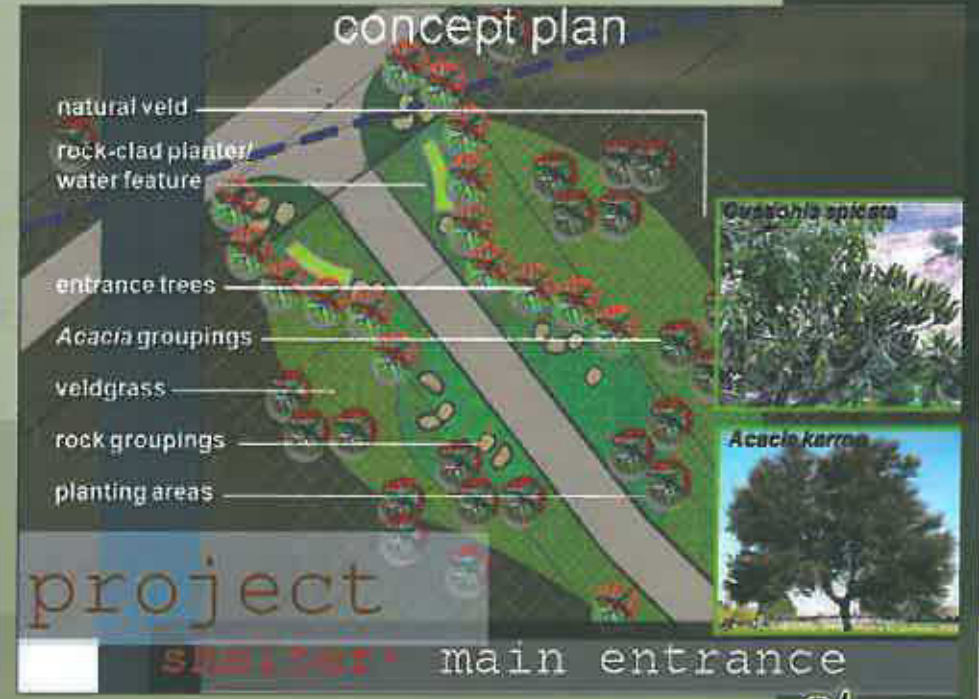 concept plan
natural veld
rock-clad planter/
water feature
entrance trees
Acacia groupings
veldgrass
rock groupings
planting areas
Cussonia spicata
Acacia karroo
project
smelter: main entrance